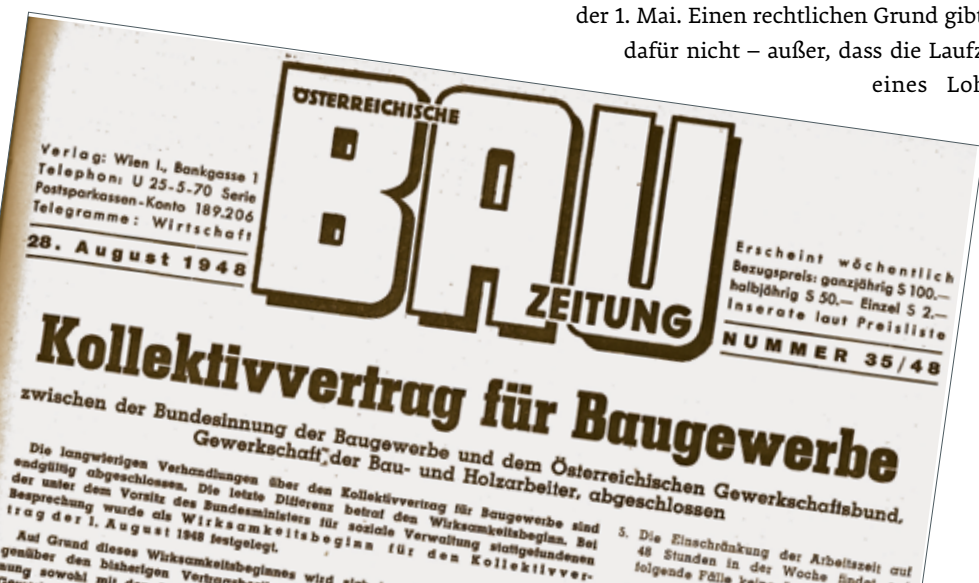 der 1. Mai. Einen rechtlichen Grund gibt
dafür nicht – außer, dass die Laufz
eines Loh
Verlag: Wien I., Bankgasse 1
Telephon: U 25-5-70 Serie
Postsparkassen-Konto 189.206
Telegramme: Wirtschaft
28. August 1948
ÖSTERREICHISCHE
BAU
ZEITUNG
Erscheint wöchentlich
Bezugspreis: ganzjährig S 100.—
halbjährig S 50.— Einzel S 2.—
Inserate laut Preisliste
NUMMER 35/48
Kollektivvertrag für Baugewerbe
zwischen der Bundesinnung der Baugewerbe und dem Österreichischen Gewerkschaftsbund,
Gewerkschaft der Bau- und Holzarbeiter, abgeschlossen
Die langwierigen Verhandlungen über den Kollektivvertrag für Baugewerbe sind
endgültig abgeschlossen. Die letzte Differenz betraf den Wirksamkeitsbeginn. Bei
der unter dem Vorsitz des Bundesministers für soziale Verwaltung stattgefundenen
Besprechung wurde als Wirksamkeitsbeginn für den Kollektivver-
trag der 1. August 1948 festgelegt.
Auf Grund dieses Wirksamkeitsbeginnes wird
genüber den bisherigen
sowohl mit
5. Die Einschränkung der Arbeitszeit auf
48 Stunden in der Woche findet
folgende Fälle keine